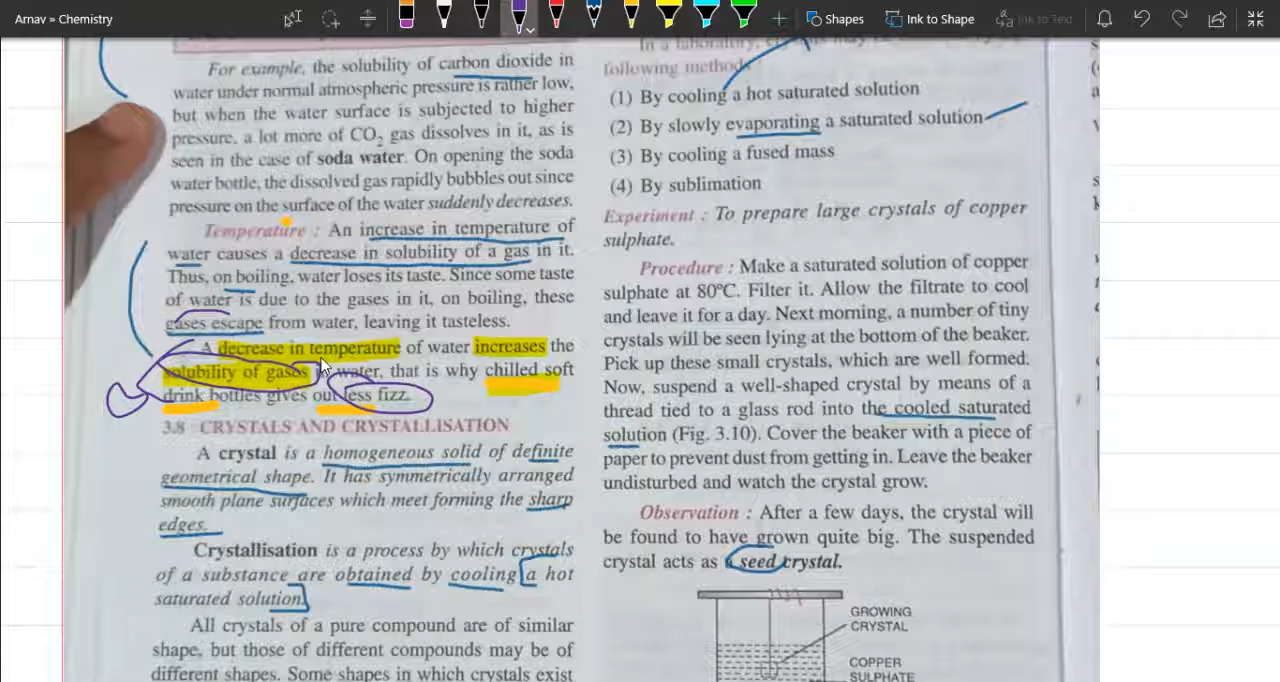 Arnav » Chemistry
Shapes
Ink to Shape
Ink to Text
For example, the solubility of carbon dioxide in
water under normal atmospheric pressure is rather low,
but when the water surface is subjected to higher
pressure, a lot more of CO₂ gas dissolves in it, as is
seen in the case of soda water. On opening the soda
water bottle, the dissolved gas rapidly bubbles out since
pressure on the surface of the water suddenly decreases.
Temperature : An increase in temperature of
water causes a decrease in solubility of a gas in it.
Thus, on boiling, water loses its taste. Since some taste
of water is due to the gases in it, on boiling, these
gases escape from water, leaving it tasteless.
A decrease in temperature of water increases the
solubility of gases in water, that is why chilled soft
drink bottles gives out less fizz.
3.8 CRYSTALS AND CRYSTALLISATION
A crystal is a homogeneous solid of definite
geometrical shape. It has symmetrically arranged
smooth plane surfaces which meet forming the sharp
edges.
Crystallisation is a process by which crystals
of a substance are obtained by cooling a hot
saturated solution.
All crystals of a pure compound are of similar
shape, but those of different compounds may be of
different shapes. Some shapes in which crystals exist
In a laboratory, may be
following methods
(1) By cooling a hot saturated solution
(2) By slowly evaporating a saturated solution
(3) By cooling a fused mass
(4) By sublimation
Experiment : To prepare large crystals of copper
sulphate.
Procedure : Make a saturated solution of copper
sulphate at 80°C. Filter it. Allow the filtrate to cool
and leave it for a day. Next morning, a number of tiny
crystals will be seen lying at the bottom of the beaker.
Pick up these small crystals, which are well formed.
Now, suspend a well-shaped crystal by means of a
thread tied to a glass rod into the cooled saturated
solution (Fig. 3.10). Cover the beaker with a piece of
paper to prevent dust from getting in. Leave the beaker
undisturbed and watch the crystal grow.
Observation : After a few days, the crystal will
be found to have grown quite big. The suspended
crystal acts as a seed crystal.
GROWING
CRYSTAL
COPPER
SULPHATE